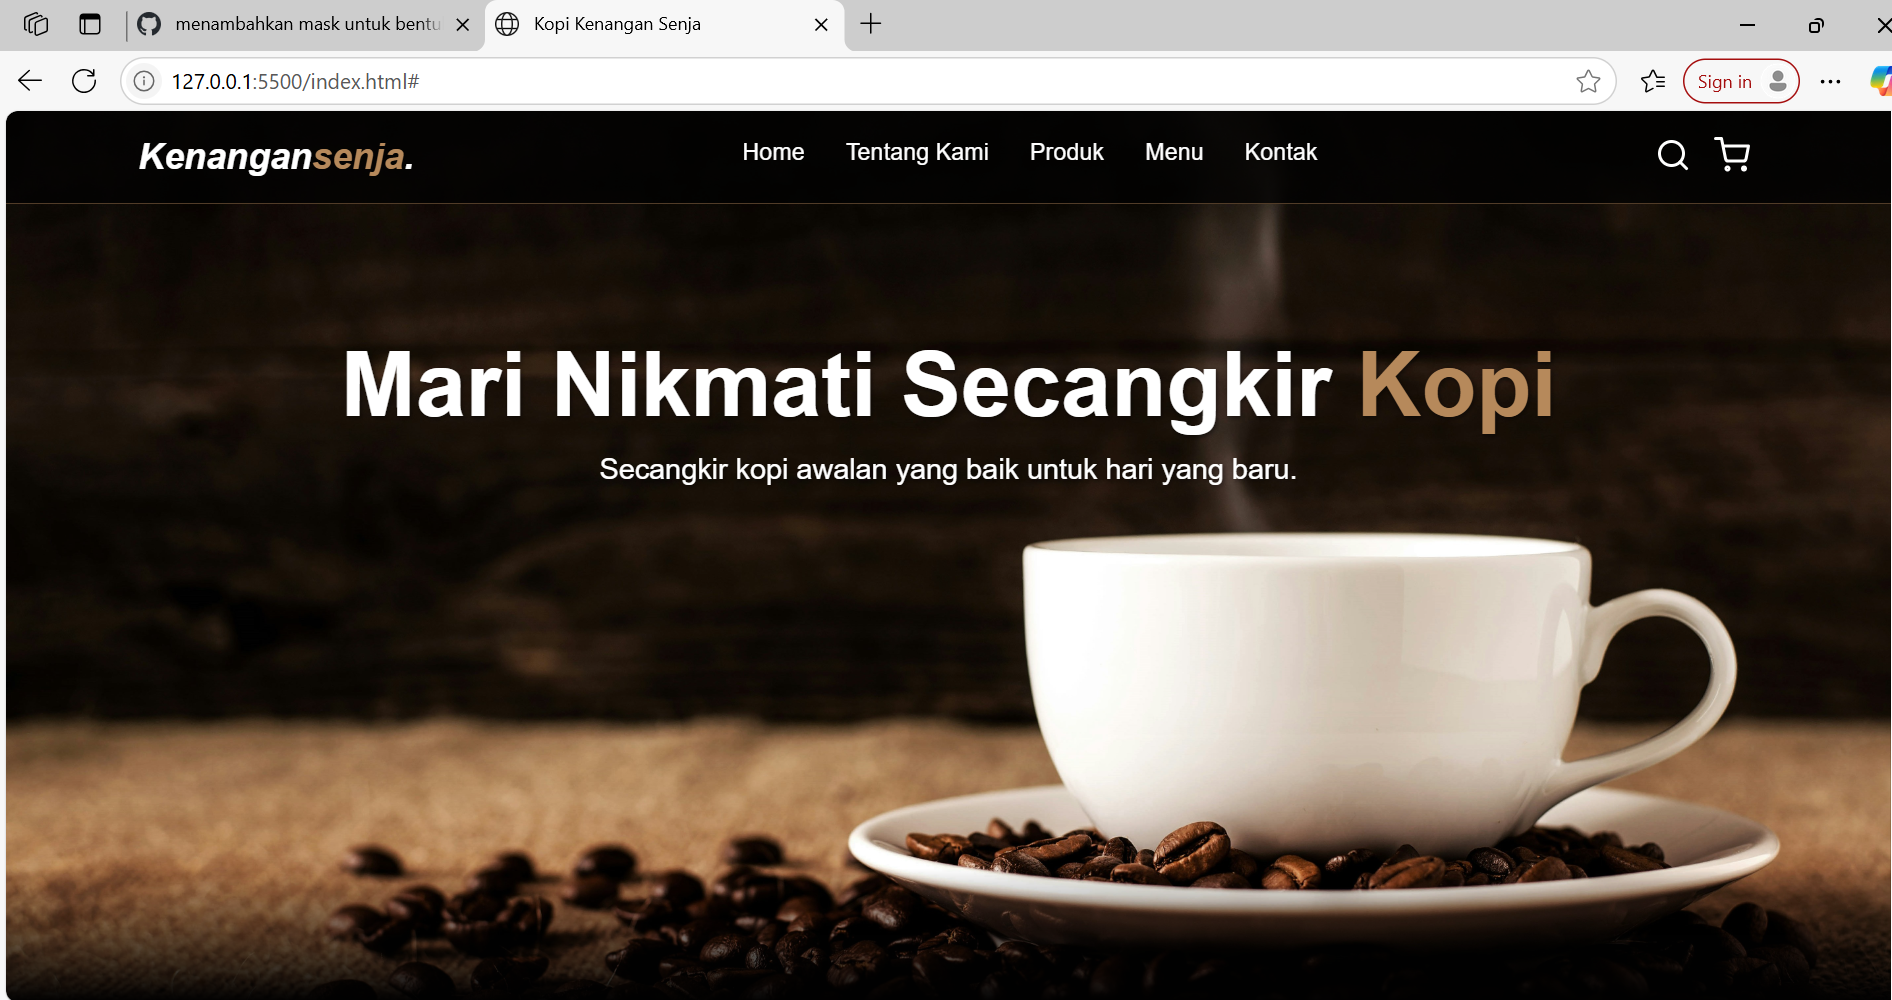 menambahkan mask untuk bentu
Kopi Kenangan Senja
127.0.0.1:5500/index.html#
Sign in
Kenangansenja.
Home
Tentang Kami
Produk
Menu
Kontak
Mari Nikmati Secangkir Kopi
Secangkir kopi awalan yang baik untuk hari yang baru.